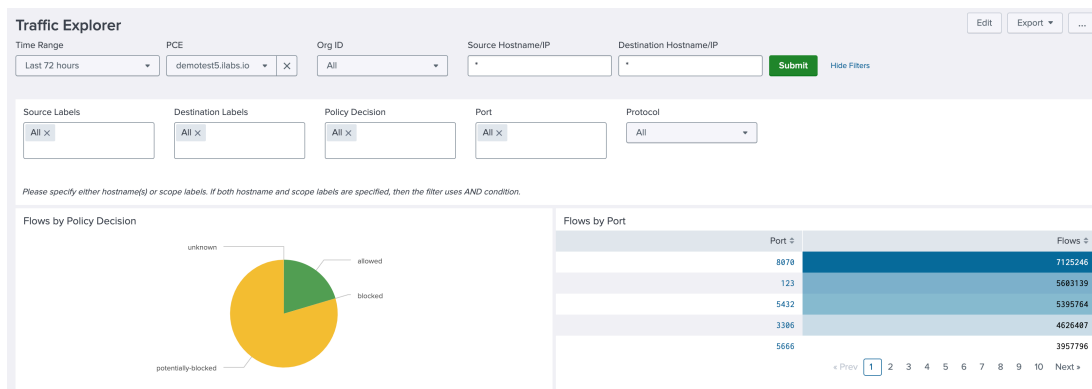 Traffic Explorer
Edit Export ...
Time Range PCE Org ID Source Hostname/IP Destination Hostname/IP
Last 72 hours demotest5.ilabs.io × All * * Submit Hide Filters
Source Labels Destination Labels Policy Decision Port Protocol
All × All × All × All × All
Please specify either hostname(s) or scope labels. If both hostname and scope labels are specified, then the filter uses AND condition.
Flows by Policy Decision
unknown
allowed
blocked
potentially-blocked
Flows by Port
Port Flows
8070 7125246
123 5603139
5432 5395764
3306 4626407
5666 3957796
« Prev 1 2 3 4 5 6 7 8 9 10 Next »